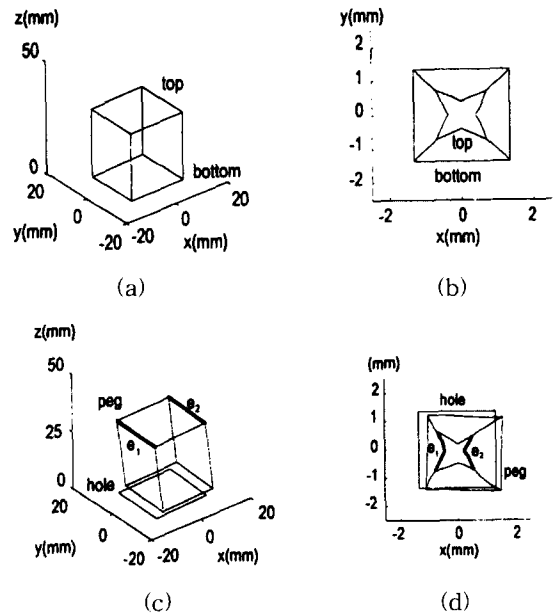 z(mm)
50
0
20
0
-20
y(mm)
-20
0
20
x(mm)
top
bottom
(a)
y(mm)
2
1
0
-1
-2
-2
0
2
x(mm)
top
bottom
(b)
z(mm)
50
25
0
20
0
-20
y(mm)
-20
0
20
x(mm)
peg
e2
e1
hole
(c)
(mm)
2
1
0
-1
-2
-2
0
2
x(mm)
hole
e1
e2
peg
(d)